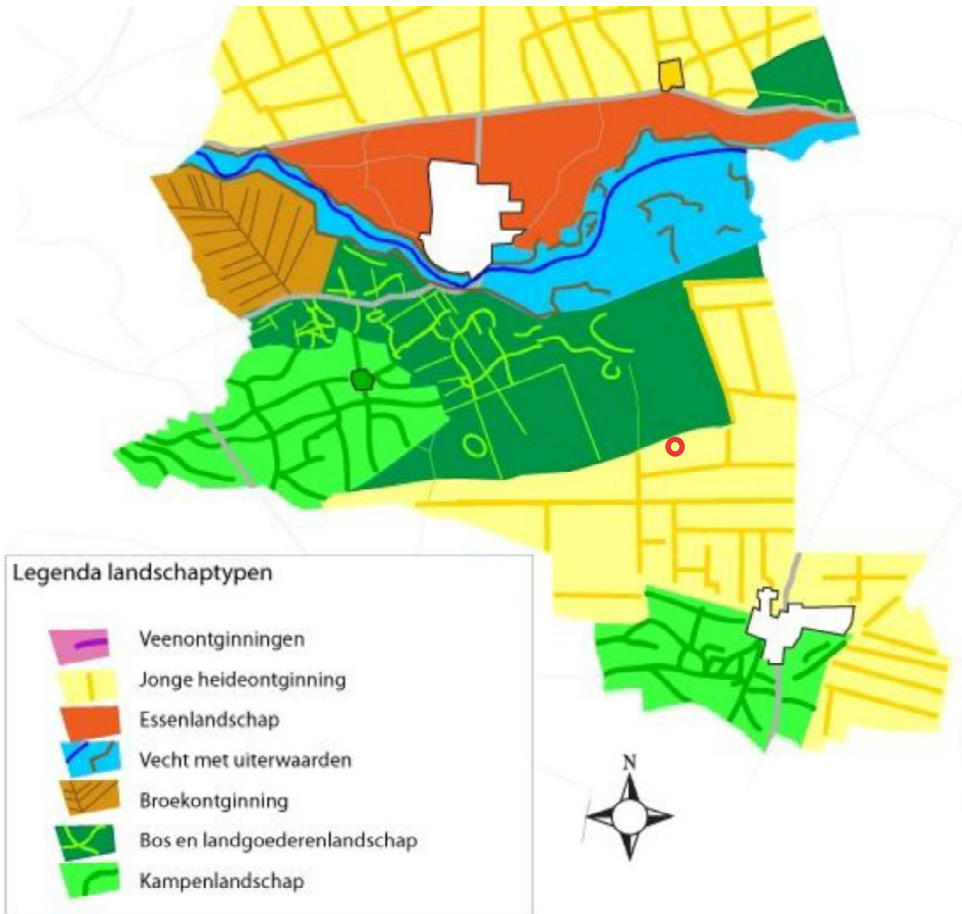 Legenda landschaptypen
Veenontginningen
Jonge heideontginning
Essenlandschap
Vecht met uiterwaarden
Broekontginning
Bos en landgoederenlandschap
Kampenlandschap
N